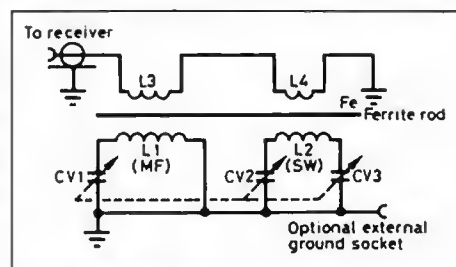 To receiver
L3
L4
Fe
Ferrite rod
L1
(MF)
L2
(SW)
CV1
CV2
CV3
Optional external
ground socket